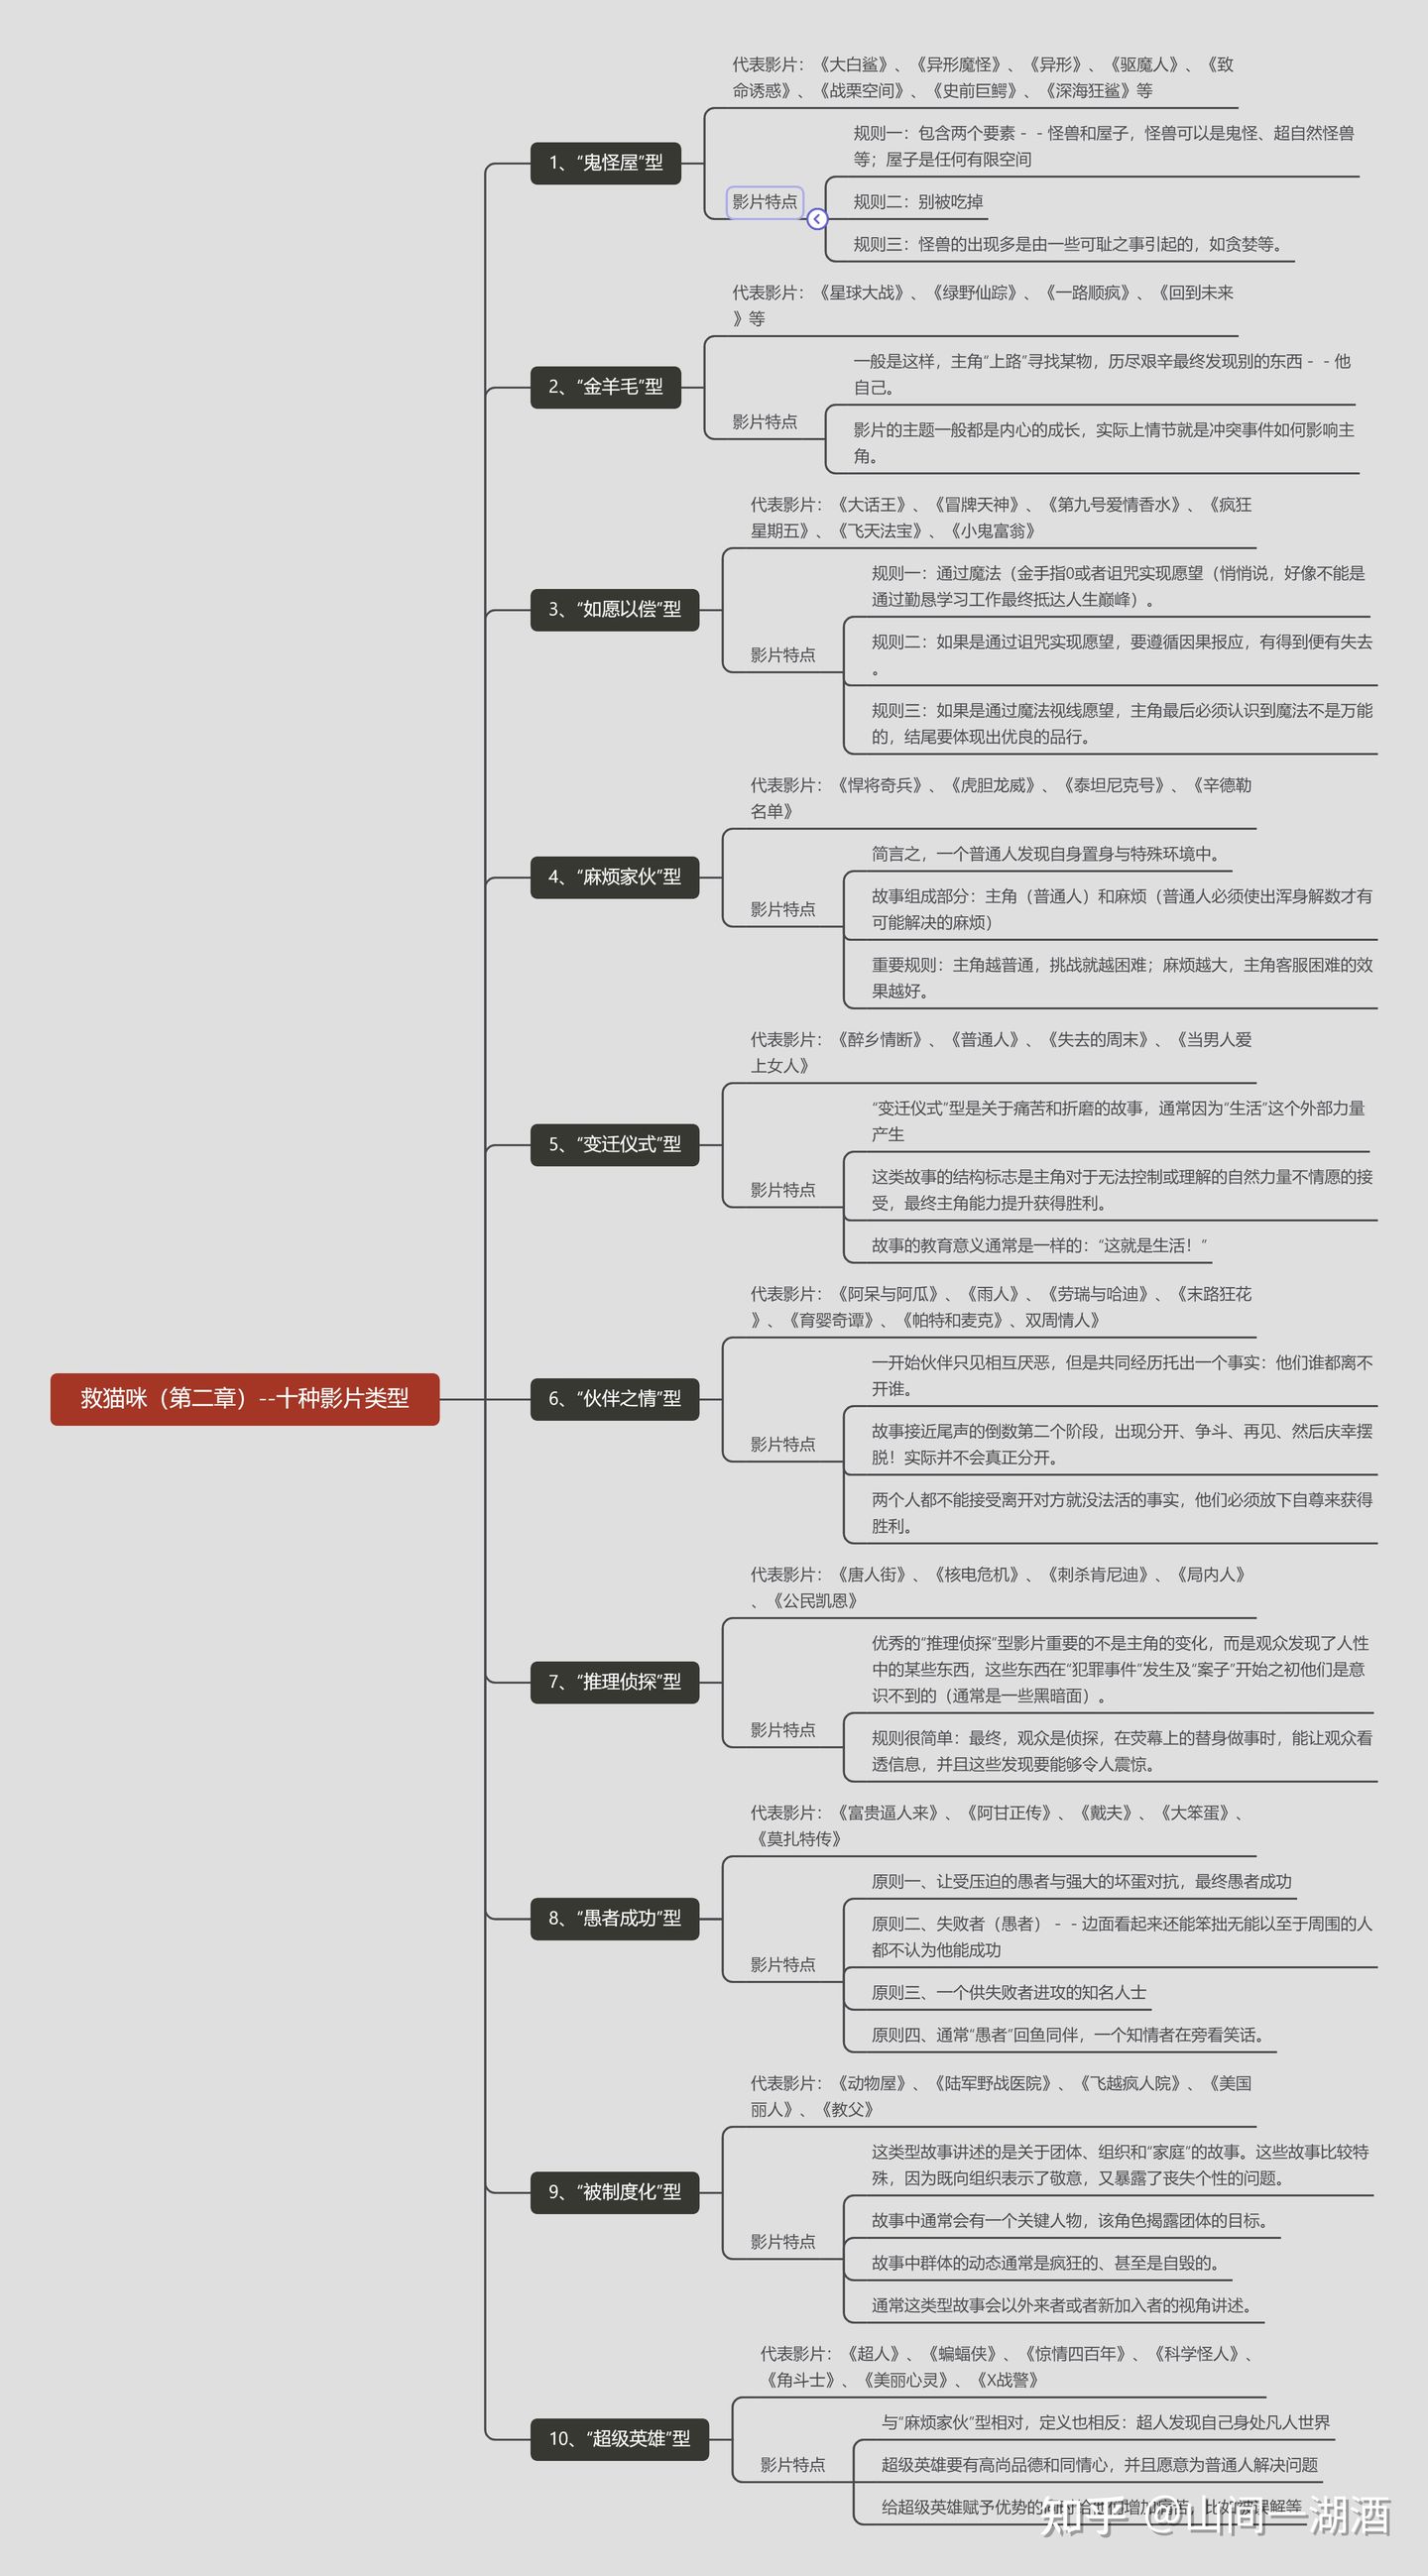 代表影片：《大白鲨》、《异形魔怪》、《异形》、《驱魔人》、《致
命诱惑》、《战栗空间》、《史前巨鳄》、《深海狂鲨》等
1、“鬼怪屋”型
规则一：包含两个要素－－怪兽和屋子，怪兽可以是鬼怪、超自然怪兽
等；屋子是任何有限空间
影片特点
规则二：别被吃掉
规则三：怪兽的出现多是由一些可耻之事引起的，如贪婪等。
代表影片：《星球大战》、《绿野仙踪》、《一路顺疯》、《回到未来
》等
2、“金羊毛”型
一般是这样，主角“上路”寻找某物，历尽艰辛最终发现别的东西－－他
自己。
影片特点
影片的主题一般都是内心的成长，实际上情节就是冲突事件如何影响主
角。
代表影片：《大话王》、《冒牌天神》、《第九号爱情香水》、《疯狂
星期五》、《飞天法宝》、《小鬼富翁》
3、“如愿以偿”型
规则一：通过魔法（金手指0或者诅咒实现愿望（悄悄说，好像不能是
通过勤恳学习工作最终抵达人生巅峰）。
影片特点
规则二：如果是通过诅咒实现愿望，要遵循因果报应，有得到便有失去
。
规则三：如果是通过魔法视线愿望，主角最后必须认识到魔法不是万能
的，结尾要体现出优良的品行。
代表影片：《悍将奇兵》、《虎胆龙威》、《泰坦尼克号》、《辛德勒
名单》
4、“麻烦家伙”型
简言之，一个普通人发现自身置身与特殊环境中。
影片特点
故事组成部分：主角（普通人）和麻烦（普通人必须使出浑身解数才有
可能解决的麻烦）
重要规则：主角越普通，挑战就越困难；麻烦越大，主角客服困难的效
果越好。
代表影片：《醉乡情断》、《普通人》、《失去的周末》、《当男人爱
上女人》
5、“变迁仪式”型
“变迁仪式”型是关于痛苦和折磨的故事，通常因为“生活”这个外部力量
产生
影片特点
这类故事的结构标志是主角对于无法控制或理解的自然力量不情愿的接
受，最终主角能力提升获得胜利。
故事的教育意义通常是一样的：“这就是生活！”
救猫咪（第二章）--十种影片类型
代表影片：《阿呆与阿瓜》、《雨人》、《劳瑞与哈迪》、《末路狂花
》、《育婴奇谭》、《帕特和麦克》、双周情人》
6、“伙伴之情”型
一开始伙伴只见相互厌恶，但是共同经历托出一个事实：他们谁都离不
开谁。
影片特点
故事接近尾声的倒数第二个阶段，出现分开、争斗、再见、然后庆幸摆
脱！实际并不会真正分开。
两个人都不能接受离开对方就没法活的事实，他们必须放下自尊来获得
胜利。
代表影片：《唐人街》、《核电危机》、《刺杀肯尼迪》、《局内人》
、《公民凯恩》
7、“推理侦探”型
优秀的“推理侦探”型影片重要的不是主角的变化，而是观众发现了人性
中的某些东西，这些东西在“犯罪事件”发生及“案子”开始之初他们是意
识不到的（通常是一些黑暗面）。
影片特点
规则很简单：最终，观众是侦探，在荧幕上的替身做事时，能让观众看
透信息，并且这些发现要能够令人震惊。
代表影片：《富贵逼人来》、《阿甘正传》、《戴夫》、《大笨蛋》、
《莫扎特传》
8、“愚者成功”型
原则一、让受压迫的愚者与强大的坏蛋对抗，最终愚者成功
原则二、失败者（愚者）－－边面看起来还能笨拙无能以至于周围的人
都不认为他能成功
影片特点
原则三、一个供失败者进攻的知名人士
原则四、通常“愚者”回鱼同伴，一个知情者在旁看笑话。
代表影片：《动物屋》、《陆军野战医院》、《飞越疯人院》、《美国
丽人》、《教父》
9、“被制度化”型
这类型故事讲述的是关于团体、组织和“家庭”的故事。这些故事比较特
殊，因为既向组织表示了敬意，又暴露了丧失个性的问题。
影片特点
故事中通常会有一个关键人物，该角色揭露团体的目标。
故事中群体的动态通常是疯狂的、甚至是自毁的。
通常这类型故事会以外来者或者新加入者的视角讲述。
代表影片：《超人》、《蝙蝠侠》、《惊情四百年》、《科学怪人》、
《角斗士》、《美丽心灵》、《X战警》
10、“超级英雄”型
与“麻烦家伙”型相对，定义也相反：超人发现自己身处凡人世界
影片特点
超级英雄要有高尚品德和同情心，并且愿意为普通人解决问题
给超级英雄赋予优势的同时给他们增加痛苦，比如被误解等
知乎 @山间一湖酒